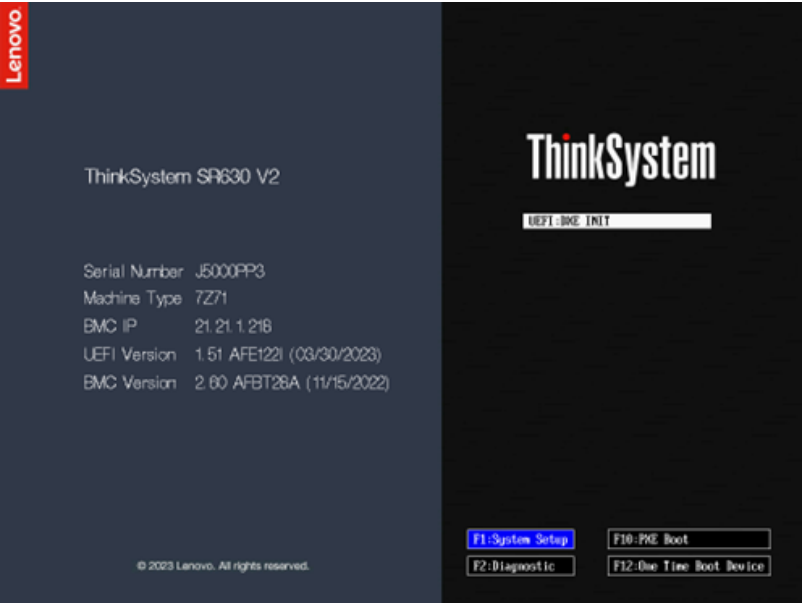 Lenovo.
ThinkSystem SR630 V2
Serial Number J5000PP3
Machine Type 7Z71
BMC IP 21.21.1.218
UEFI Version 1.51 AFE122I (03/30/2023)
BMC Version 2.60 AFBT28A (11/15/2022)
© 2023 Lenovo. All rights reserved.
ThinkSystem
UEFI:DXE INIT
F1:System Setup
F10:PXE Boot
F2:Diagnostic
F12:One Time Boot Device